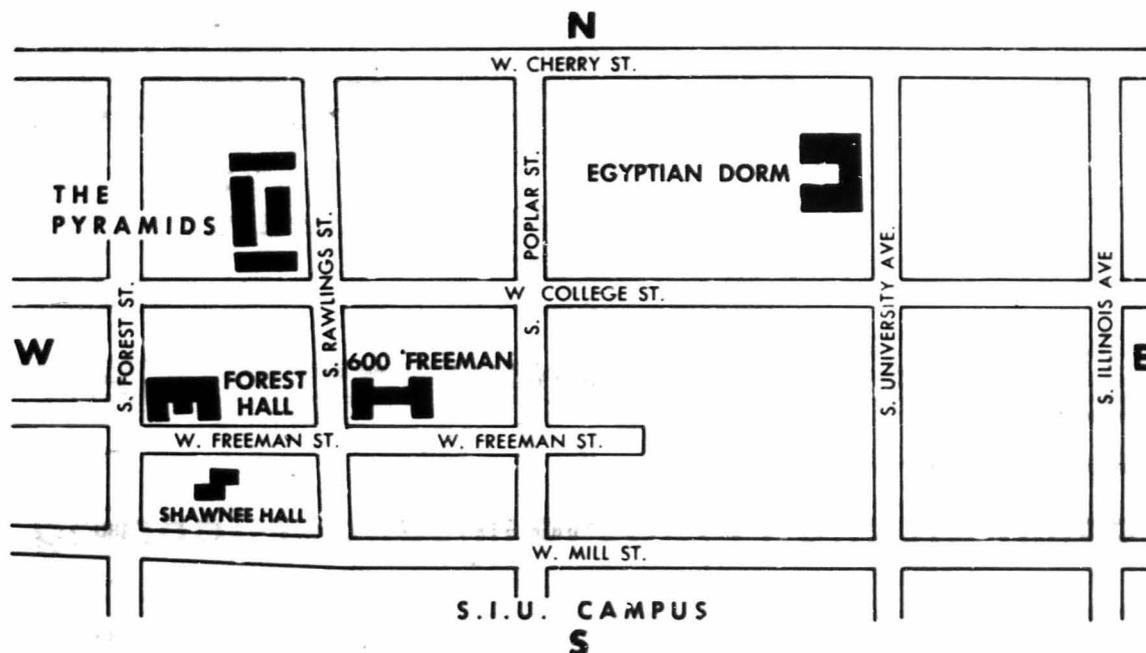 N
W. CHERRY ST.
THE
PYRAMIDS
S. RAWLINGS ST.
S. POPLAR ST.
EGYPTIAN DORM
S. UNIVERSITY AVE.
S. ILLINOIS AVE
W COLLEGE ST.
S. FOREST ST.
W
E
FOREST
HALL
600 FREEMAN
W. FREEMAN ST.
W. FREEMAN ST.
SHAWNEE HALL
W. MILL ST.
S.I.U. CAMPUS
S